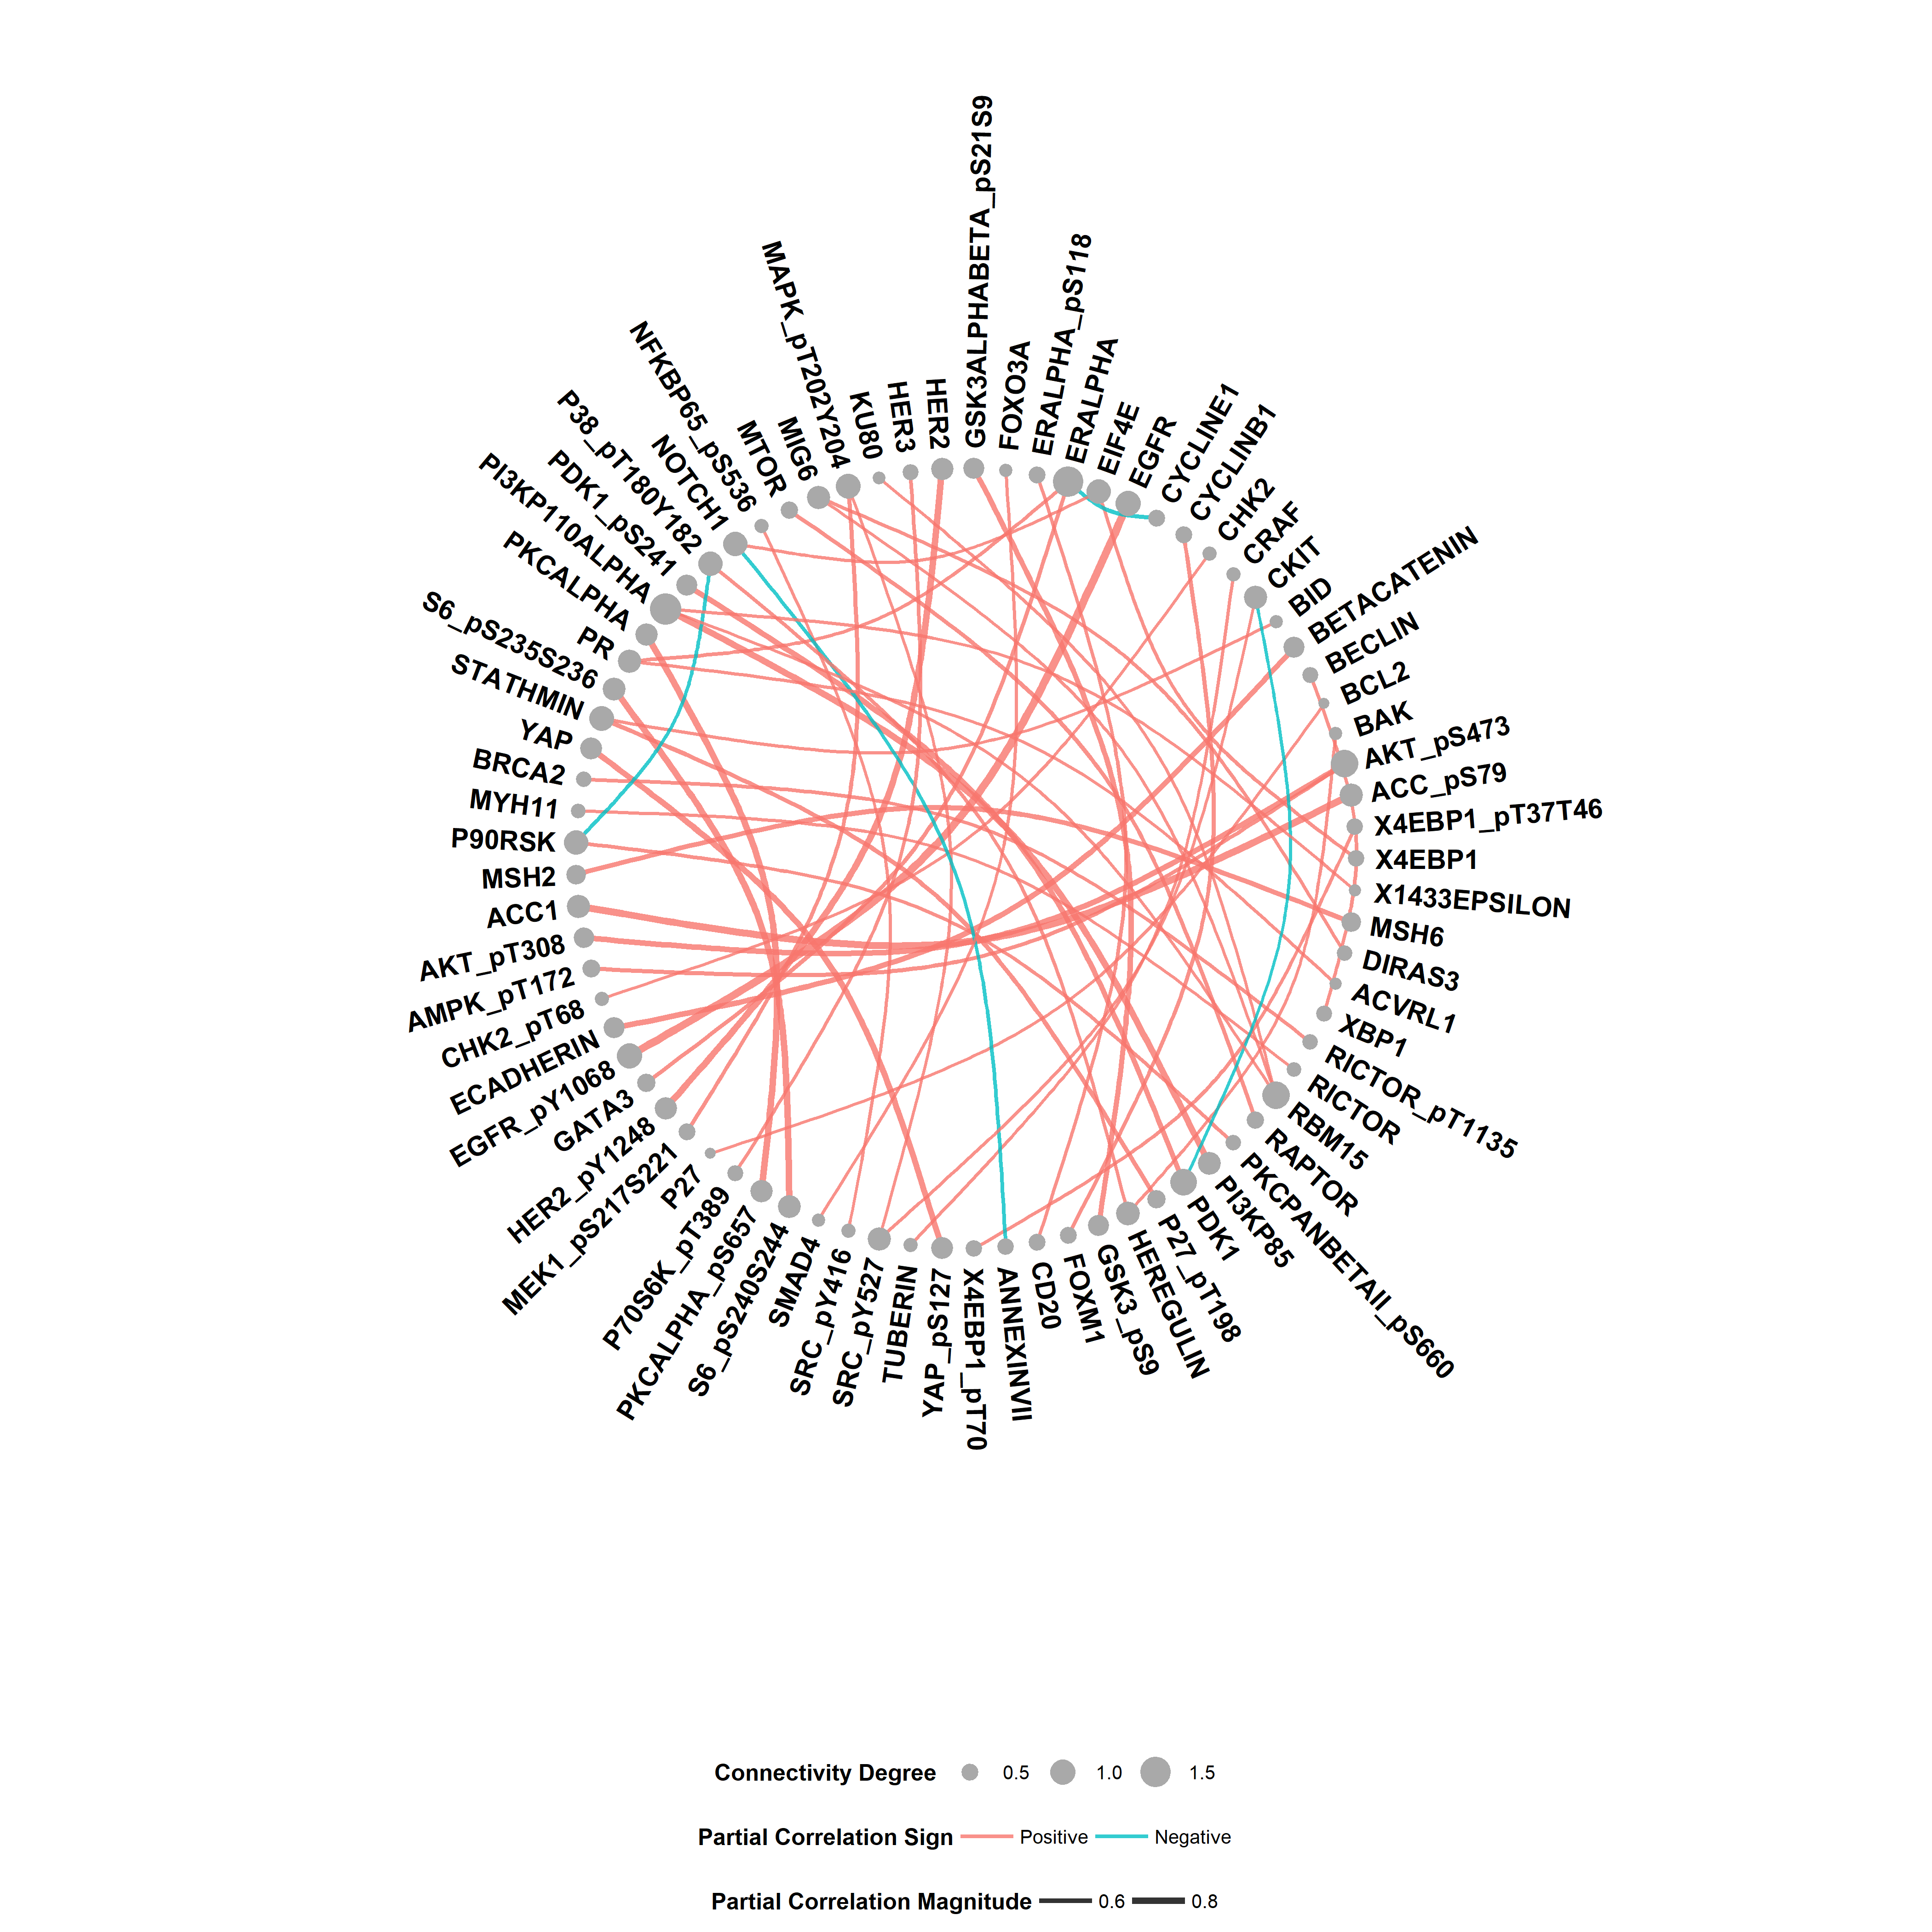 GSK3ALPHABETA_pS21S9
FOXO3A
ERALPHA_pS118
ERALPHA
EIF4E
EGFR
CYCLINE1
CYCLINB1
CHK2
CRAF
CKIT
BID
BETACATENIN
BECLIN
BCL2
BAK
AKT_pS473
ACC_pS79
X4EBP1_pT37T46
X4EBP1
X1433EPSILON
MSH6
DIRAS3
ACVRL1
XBP1
RICTOR_pT1135
RICTOR
RBM15
RAPTOR
PKCPANBETAII_pS660
PI3KP85
PDK1
P27_pT198
HEREGULIN
GSK3_pS9
FOXM1
CD20
ANNEXINVII
X4EBP1_pT70
YAP_pS127
TUBERIN
SRC_pY527
SRC_pY416
SMAD4
S6_pS240S244
PKCALPHA_pS657
P70S6K_pT389
P27
MEK1_pS217S221
HER2_pY1248
GATA3
EGFR_pY1068
ECADHERIN
CHK2_pT68
AMPK_pT172
AKT_pT308
ACC1
MSH2
P90RSK
MYH11
BRCA2
YAP
STATHMIN
S6_pS235S236
PR
PKCALPHA
PI3KP110ALPHA
PDK1_pS241
P38_pT180Y182
NOTCH1
NFKBP65_pS536
MTOR
MIG6
MAPK_pT202Y204
KU80
HER3
HER2
Connectivity Degree 0.5 1.0 1.5
Partial Correlation Sign Positive Negative
Partial Correlation Magnitude 0.6 0.8